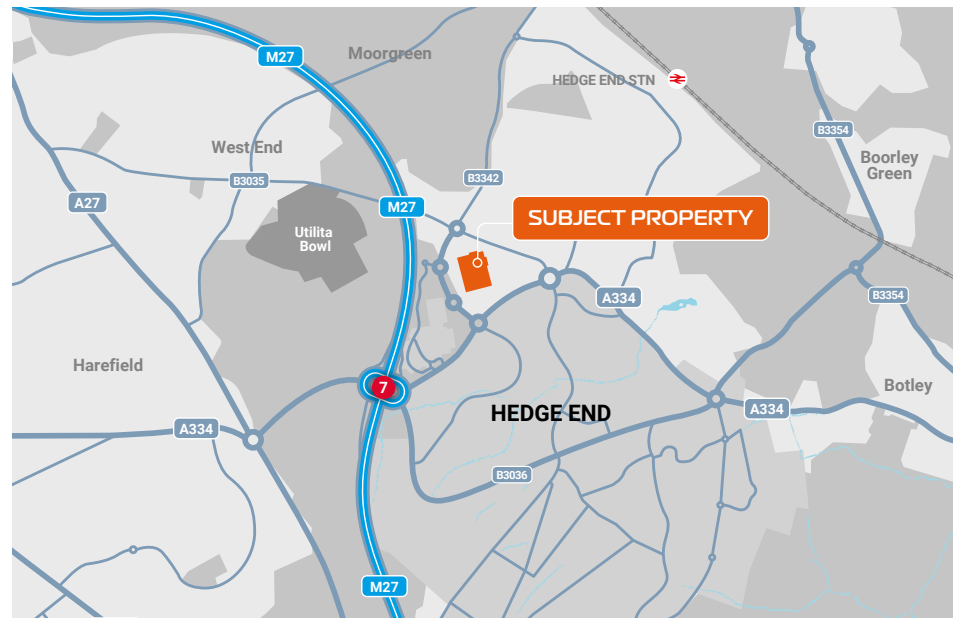 M27
Moorgreen
HEDGE END STN
B3354
West End
Boorley
Green
B3035
B3342
A27
M27
SUBJECT PROPERTY
Utilita
Bowl
A334
B3354
Harefield
7
Botley
HEDGE END
A334
A334
B3036
M27